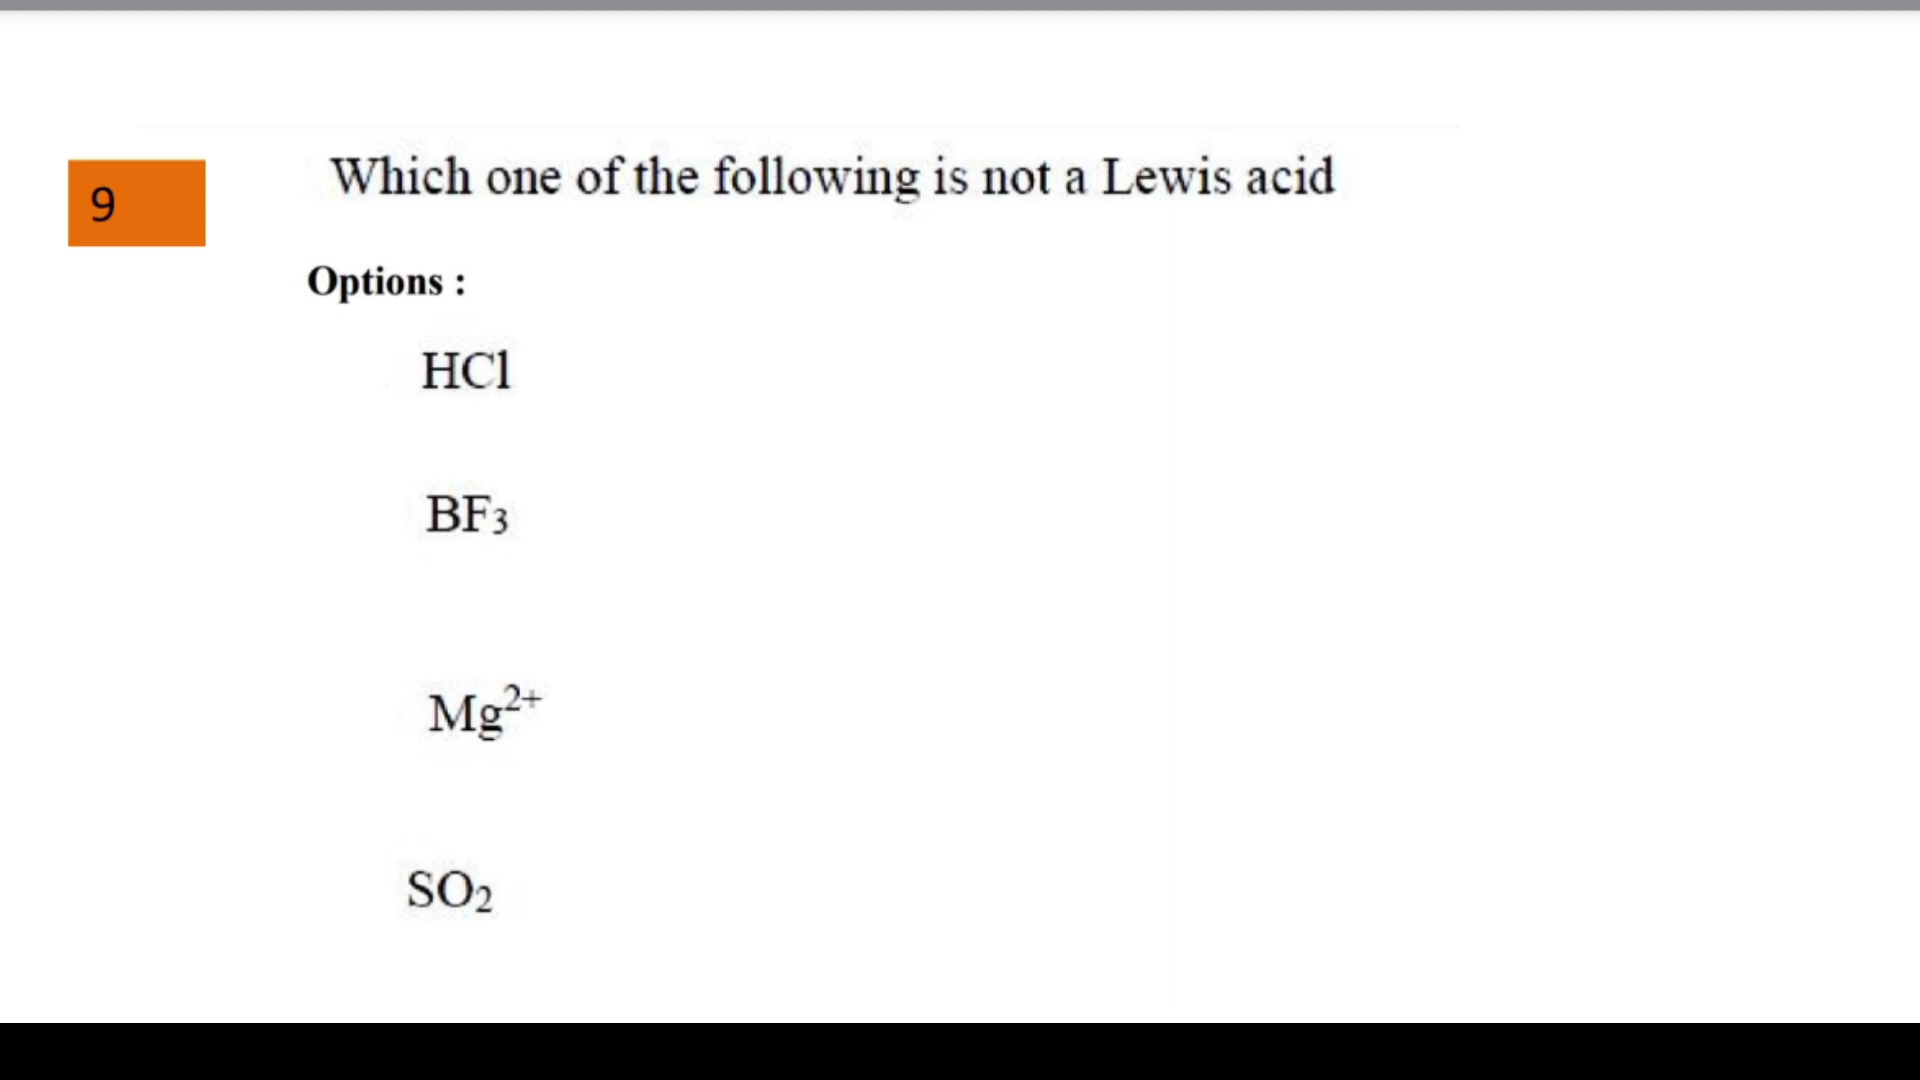 9
Which one of the following is not a Lewis acid
Options :
HCl
BF₃
Mg²⁺
SO₂